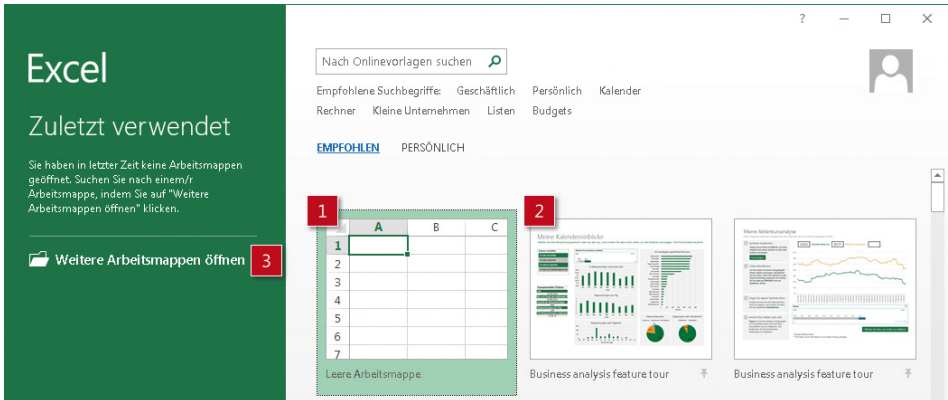 ?
Excel
Nach Onlinevorlagen suchen
Empfohlene Suchbegriffe: Geschäftlich Persönlich Kalender
Rechner Kleine Unternehmen Listen Budgets
Zuletzt verwendet
EMPFOHLEN PERSÖNLICH
Sie haben in letzter Zeit keine Arbeitsmappen
geöffnet. Suchen Sie nach einem/r
Arbeitsmappe, indem Sie auf "Weitere
Arbeitsmappen öffnen" klicken.
Weitere Arbeitsmappen öffnen 3
1
A B C
1
2
3
4
5
6
7
Leere Arbeitsmappe
2
Meine Kalendereinblicke
Business analysis feature tour
Meine Aktienkursanalyse
Business analysis feature tour